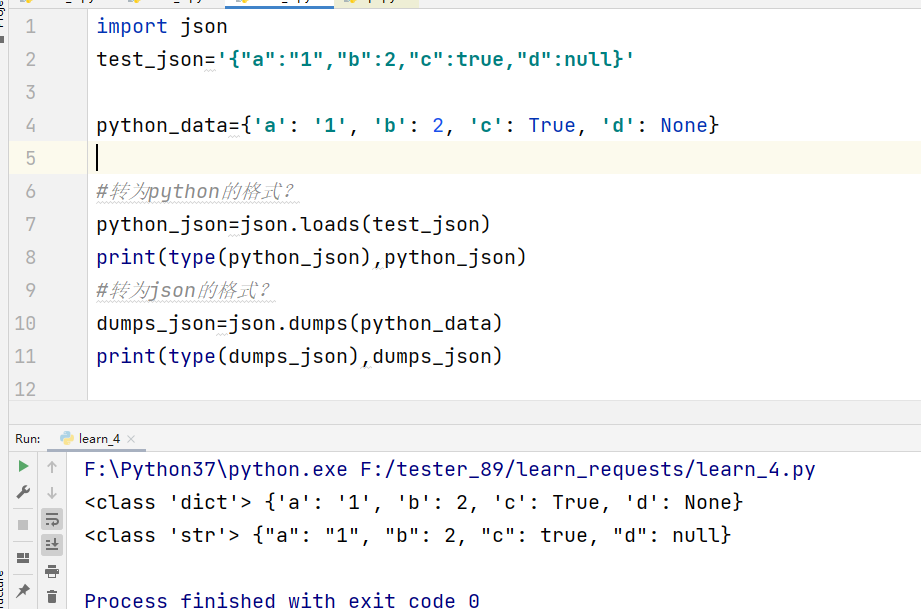 1 import json
2 test_json='{"a":"1","b":2,"c":true,"d":null}'
3
4 python_data={'a': '1', 'b': 2, 'c': True, 'd': None}
5
6 #转为python的格式?
7 python_json=json.loads(test_json)
8 print(type(python_json),python_json)
9 #转为json的格式?
10 dumps_json=json.dumps(python_data)
11 print(type(dumps_json),dumps_json)
12
Run: learn_4
F:\Python37\python.exe F:/tester_89/learn_requests/learn_4.py
<class 'dict'> {'a': '1', 'b': 2, 'c': True, 'd': None}
<class 'str'> {"a": "1", "b": 2, "c": true, "d": null}
Process finished with exit code 0